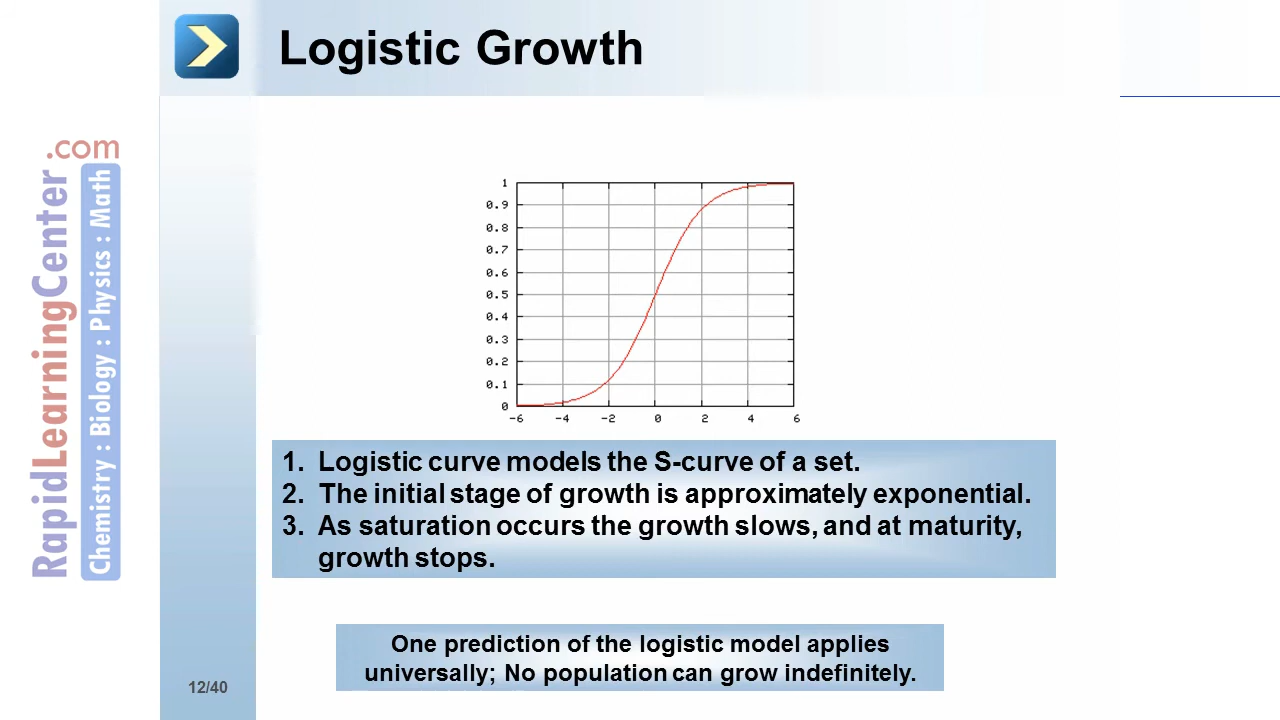 Logistic Growth
RapidLearningCenter.com
Chemistry : Biology : Physics : Math
1
0.9
0.8
0.7
0.6
0.5
0.4
0.3
0.2
0.1
0
-6 -4 -2 0 2 4 6
1. Logistic curve models the S-curve of a set.
2. The initial stage of growth is approximately exponential.
3. As saturation occurs the growth slows, and at maturity,
growth stops.
One prediction of the logistic model applies
universally; No population can grow indefinitely.
12/40